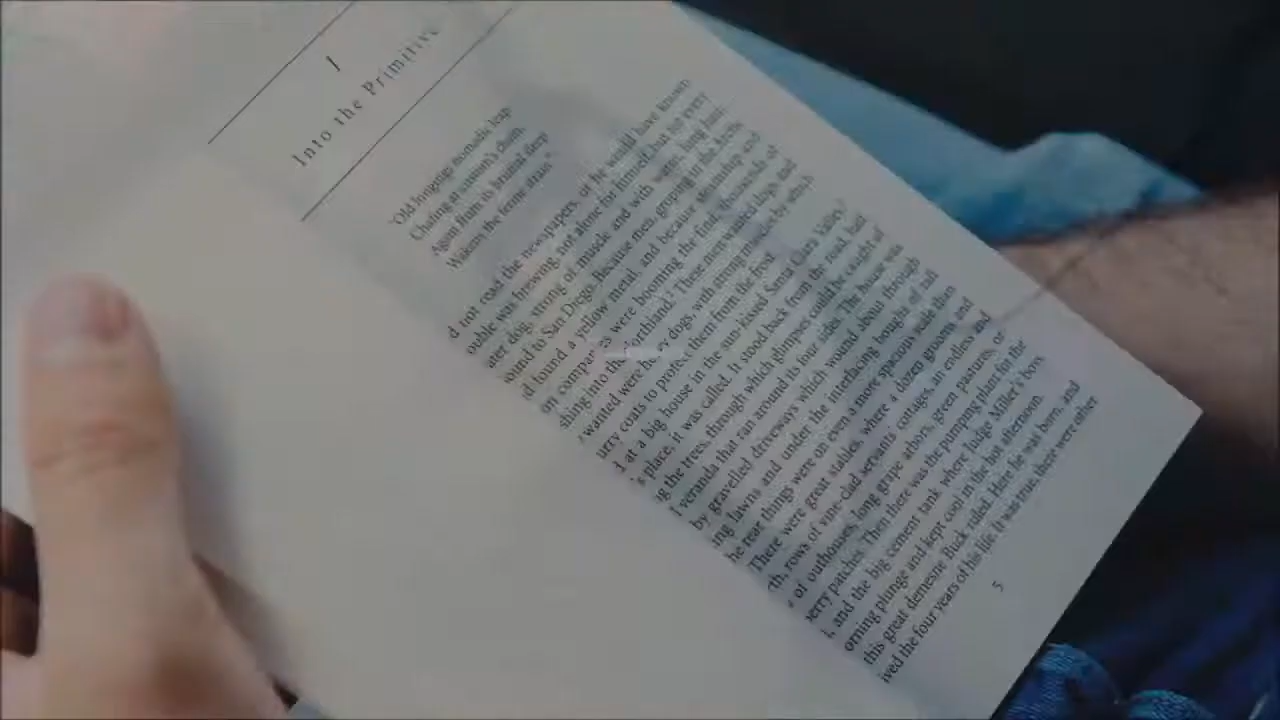 1
Into the Primitive
"Old longings nomadic leap
Chafing at custom's chain,
Again from its brumal sleep
Wakens the ferine strain."
d not read the newspapers, or he would have known
ouble was brewing, not alone for himself, but for every
ater dog, strong of muscle and with warm, long hair,
ound to San Diego. Because men, groping in the Arctic
d found a yellow metal, and because steamship and
on compan es were booming the find, thousands of
shing into the orthland. These men wanted dogs, and
wanted were he vy dogs, with strong muscles by which
urry coats to protect them from the frost.
d at a big house in the sun-kissed Santa Clara Valley.
's place, it was called. It stood back from the road, half
g the trees, through which glimpses could be caught of
l veranda that ran around its four sides. The house was
by gravelled driveways which wound about through
ing lawns and under the interlacing boughs of tall
he rear things were on even a more spacious scale than
There were great stables, where a dozen grooms and
rth, rows of vine-clad servants' cottages, an endless and
of outhouses, long grape arbors, green pastures, or
berry patches. Then there was the pumping plant for the
l, and the big cement tank where Judge Miller's boys
orning plunge and kept cool in the hot afternoon.
this great demesne Buck ruled. Here he was born, and
ived the four years of his life. It was true, there were other
5